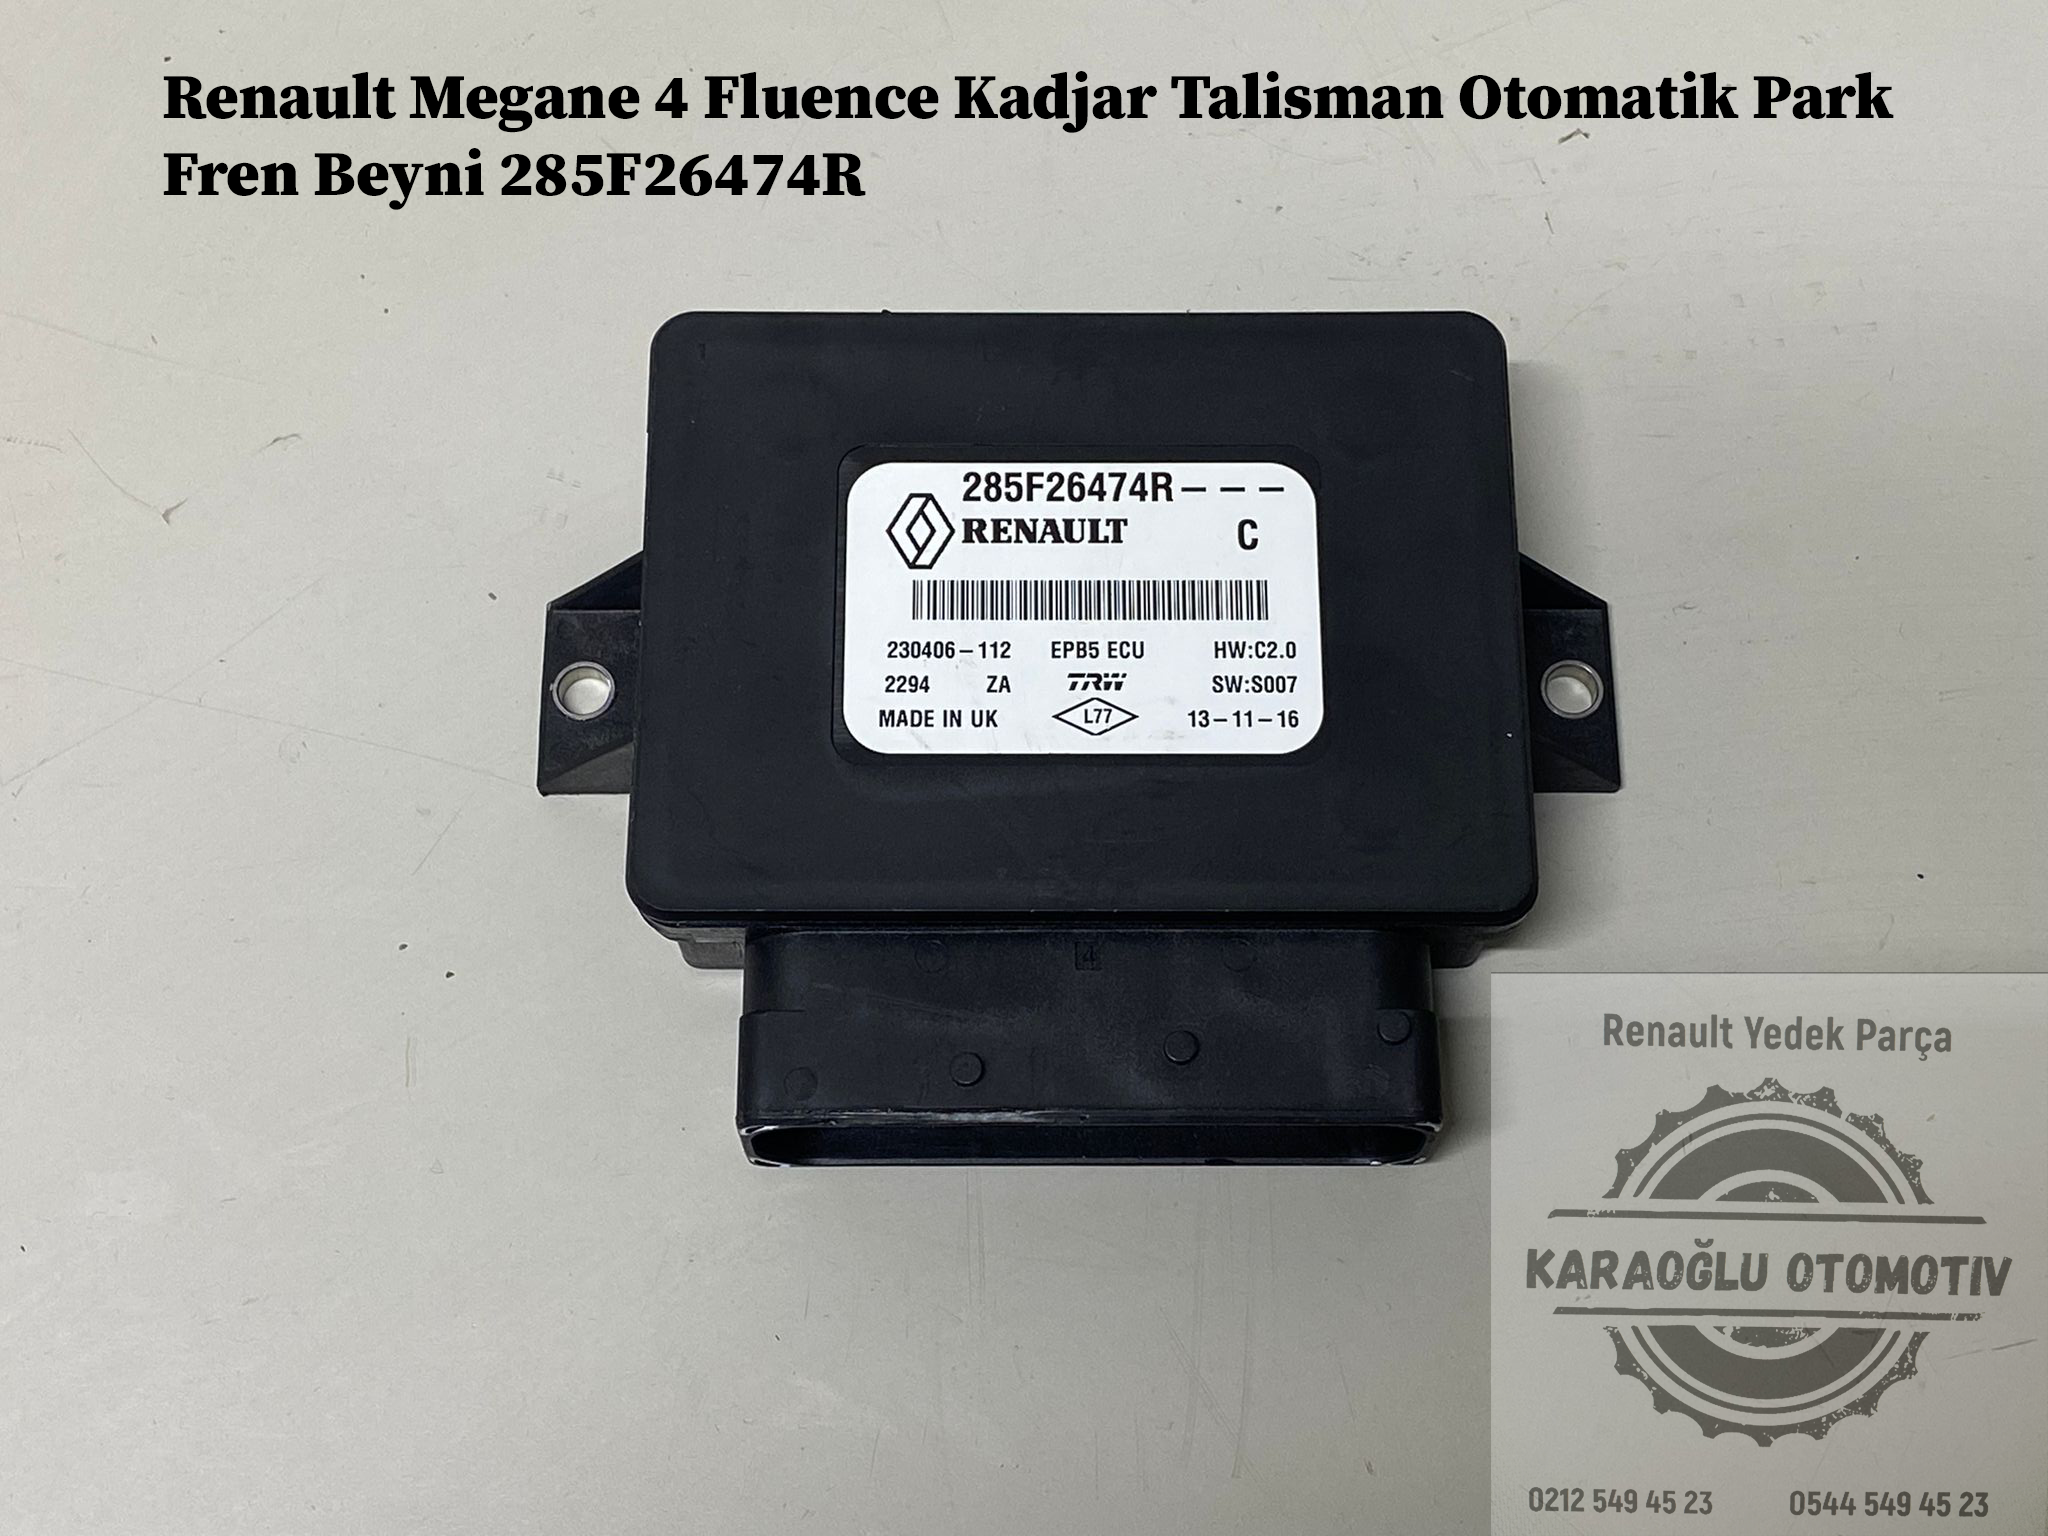 Renault Megane 4 Fluence Kadjar Talisman Otomatik Park
Fren Beyni 285F26474R
285F26474R - - -
RENAULT C
230406-112 EPB5 ECU HW:C2.0
2294 ZA TRW SW:S007
MADE IN UK L77 13-11-16
4
Renault Yedek Parça
KARAOĞLU OTOMOTİV
0212 549 45 23 0544 549 45 23